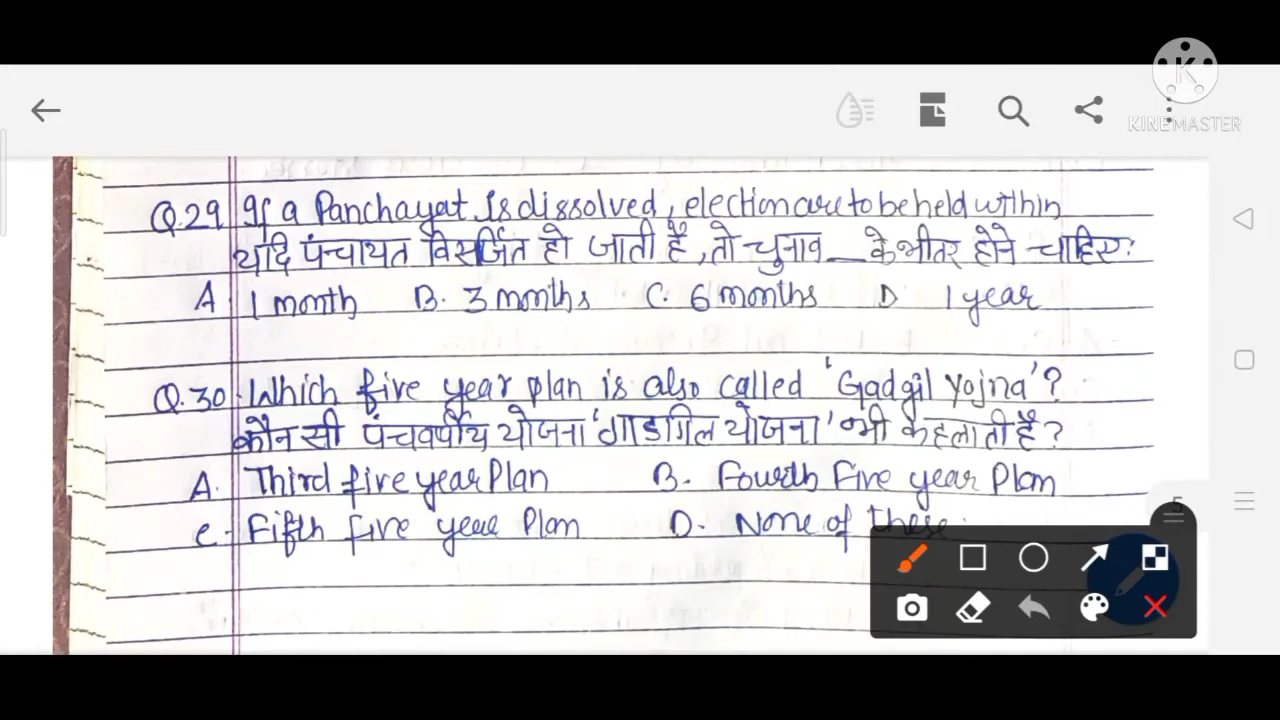 KINEMASTER
Q.29 If a Panchayat is dissolved, election are to be held within
यदि पंचायत विसर्जित हो जाती है, तो चुनाव __ के भीतर होने चाहिए:
A. 1 month B. 3 months C. 6 months D 1 year
Q.30. Which five year plan is also called 'Gadgil Yojna'?
कौन सी पंचवर्षीय योजना 'गाडगिल योजना' भी कहलाती है?
A. Third five year Plan B. Fourth Five year Plan
C. Fifth five year Plan D. None of these.
5